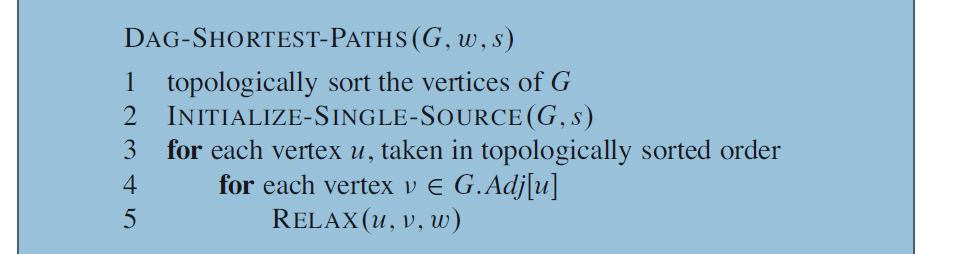 DAG-SHORTEST-PATHS(G, w, s)
1 topologically sort the vertices of G
2 INITIALIZE-SINGLE-SOURCE(G, s)
3 for each vertex u, taken in topologically sorted order
4 for each vertex v ∈ G.Adj[u]
5 RELAX(u, v, w)